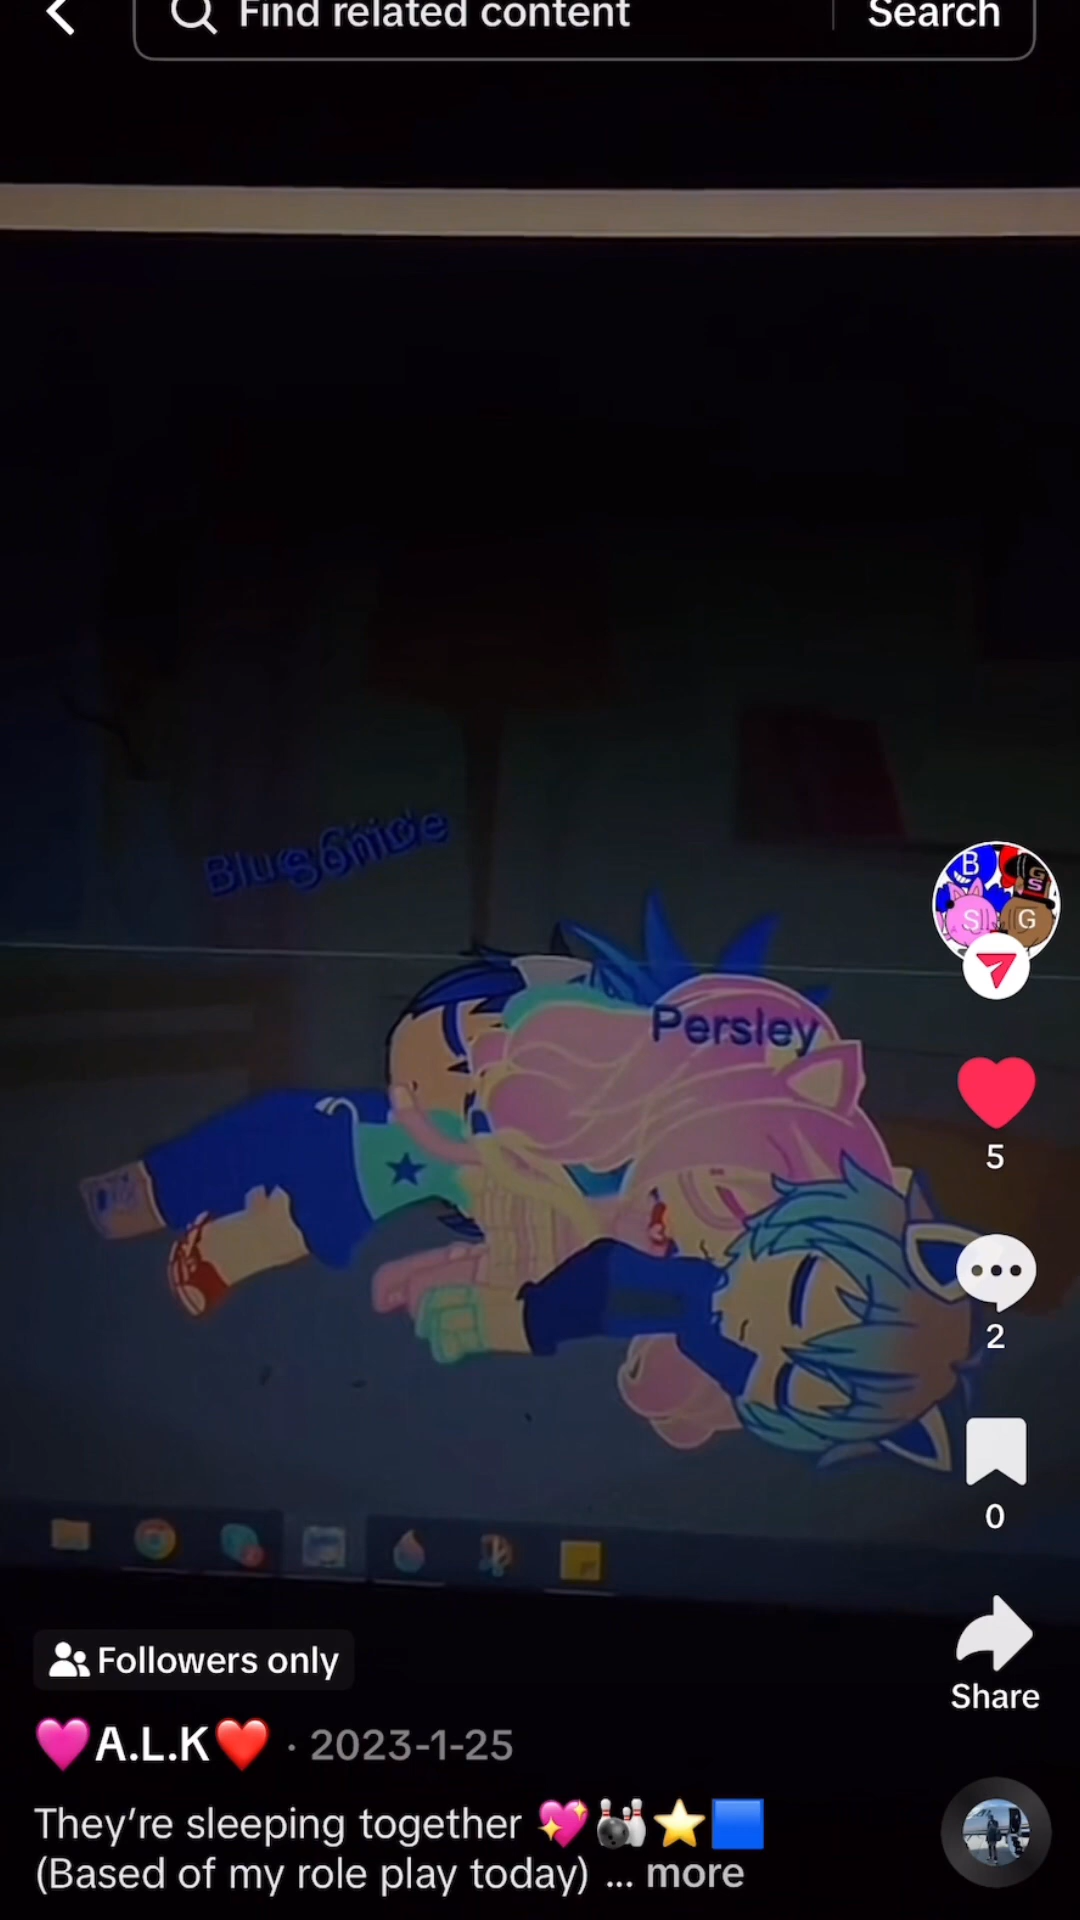 Find related content
Search
Persley
B
G
S
S
G
5
2
0
Share
Followers only
💗A.L.K❤️ · 2023-1-25
They’re sleeping together 💖🎳⭐🟦
(Based of my role play today) ... more